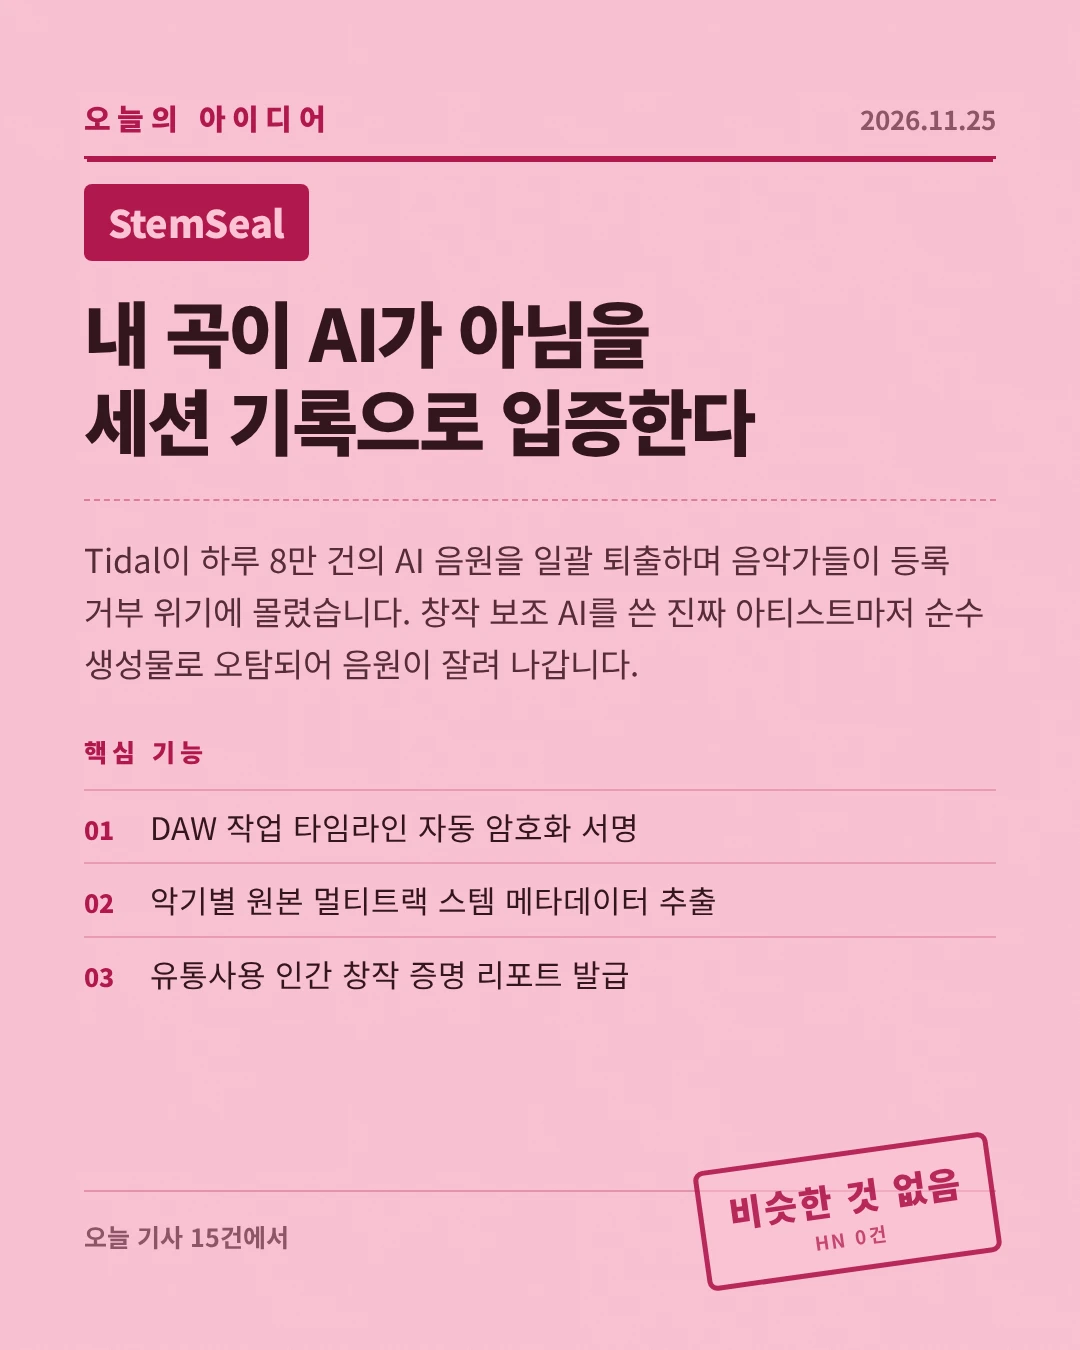 오늘의 아이디어
2026.11.25
StemSeal
내 곡이 AI가 아님을
세션 기록으로 입증한다
Tidal이 하루 8만 건의 AI 음원을 일괄 퇴출하며 음악가들이 등록
거부 위기에 몰렸습니다. 창작 보조 AI를 쓴 진짜 아티스트마저 순수
생성물로 오탐되어 음원이 잘려 나갑니다.
핵심 기능
01 DAW 작업 타임라인 자동 암호화 서명
02 악기별 원본 멀티트랙 스템 메타데이터 추출
03 유통사용 인간 창작 증명 리포트 발급
오늘 기사 15건에서
비슷한 것 없음
HN 0건